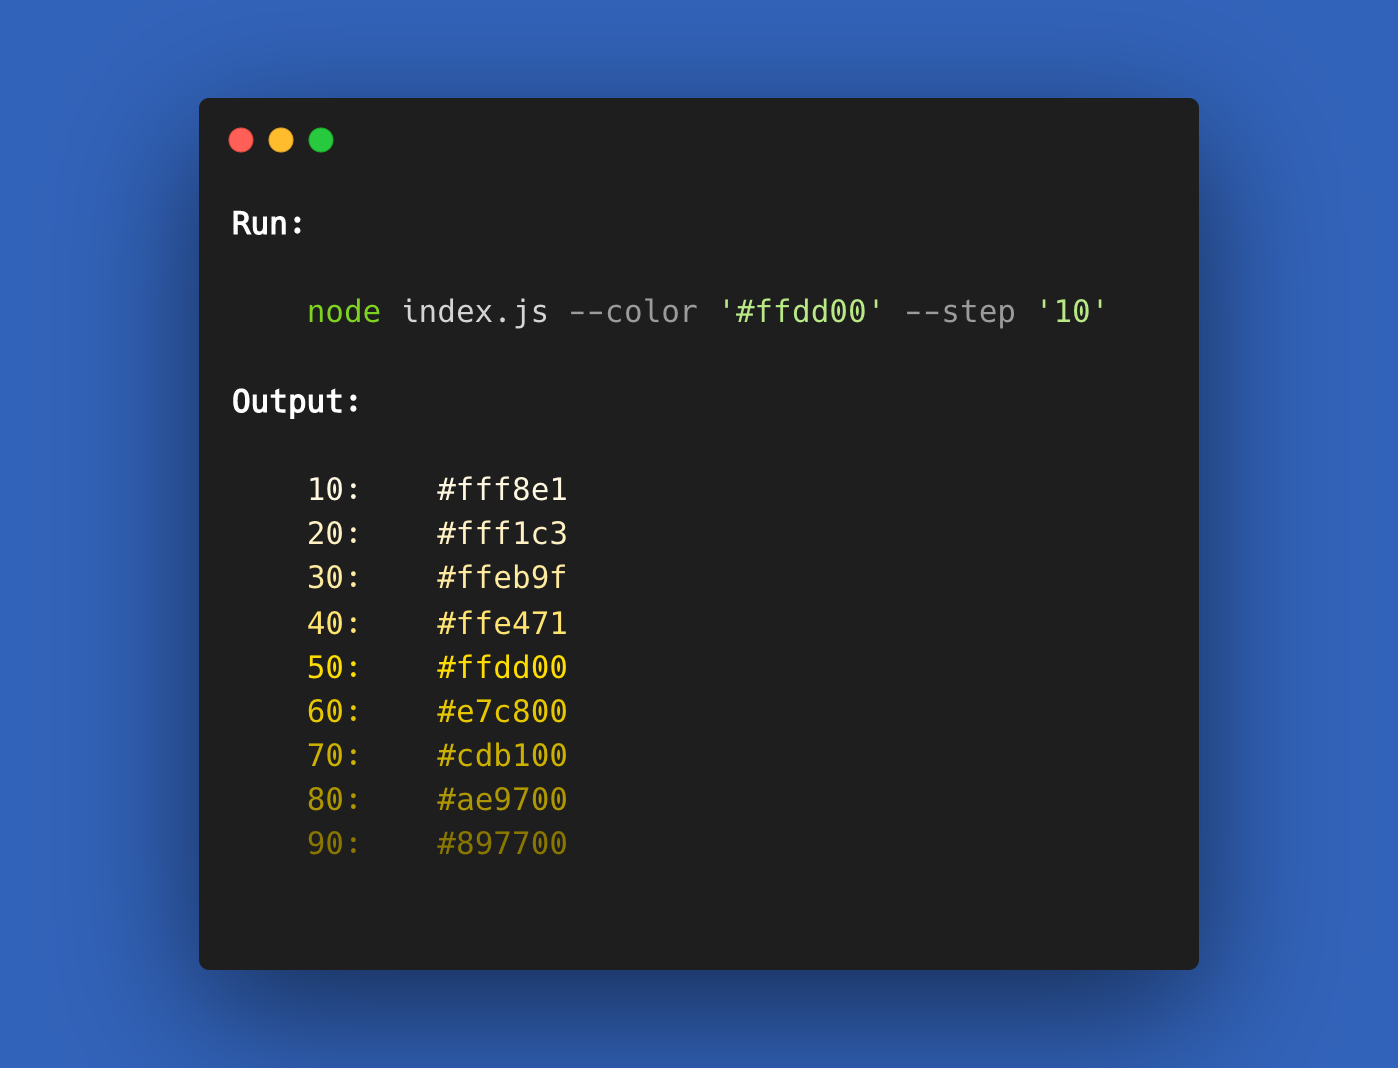 Run:
node index.js --color '#ffdd00' --step '10'
Output:
10: #fff8e1
20: #fff1c3
30: #ffeb9f
40: #ffe471
50: #ffdd00
60: #e7c800
70: #cdb100
80: #ae9700
90: #897700